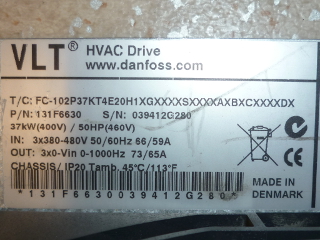 VLT® HVAC Drive
www.danfoss.com
T/C: FC-102P37KT4E20H1XGXXXXSXXXXAXBXCXXXXDX
P/N: 131F6630 S/N: 039412G280
37kW(400V) / 50HP(460V)
IN: 3x380-480V 50/60Hz 66/59A
OUT: 3x0-Vin 0-1000Hz 73/65A
CHASSIS/ IP20 Tamb. 45°C/113°F
*131F6630039412G280*
MADE IN
DENMARK